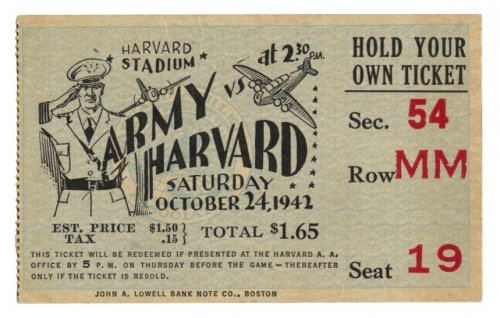 HARVARD
STADIUM
at 2:30 P.M.
ARMY vs
HARVARD
SATURDAY
OCTOBER 24, 1942
EST. PRICE $1.50
TAX .15 } TOTAL $1.65
THIS TICKET WILL BE REDEEMED IF PRESENTED AT THE HARVARD A. A.
OFFICE BY 5 P. M. ON THURSDAY BEFORE THE GAME—THEREAFTER
ONLY IF THE TICKET IS RESOLD.
JOHN A. LOWELL BANK NOTE CO., BOSTON
HOLD YOUR
OWN TICKET
Sec. 54
Row MM
Seat 19